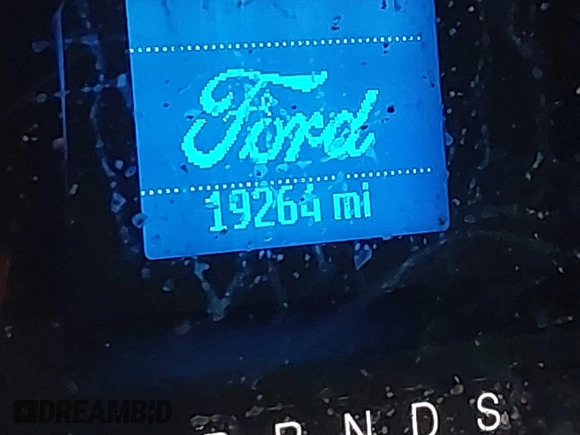 Ford
19264 mi
R N D S
DREAMBID